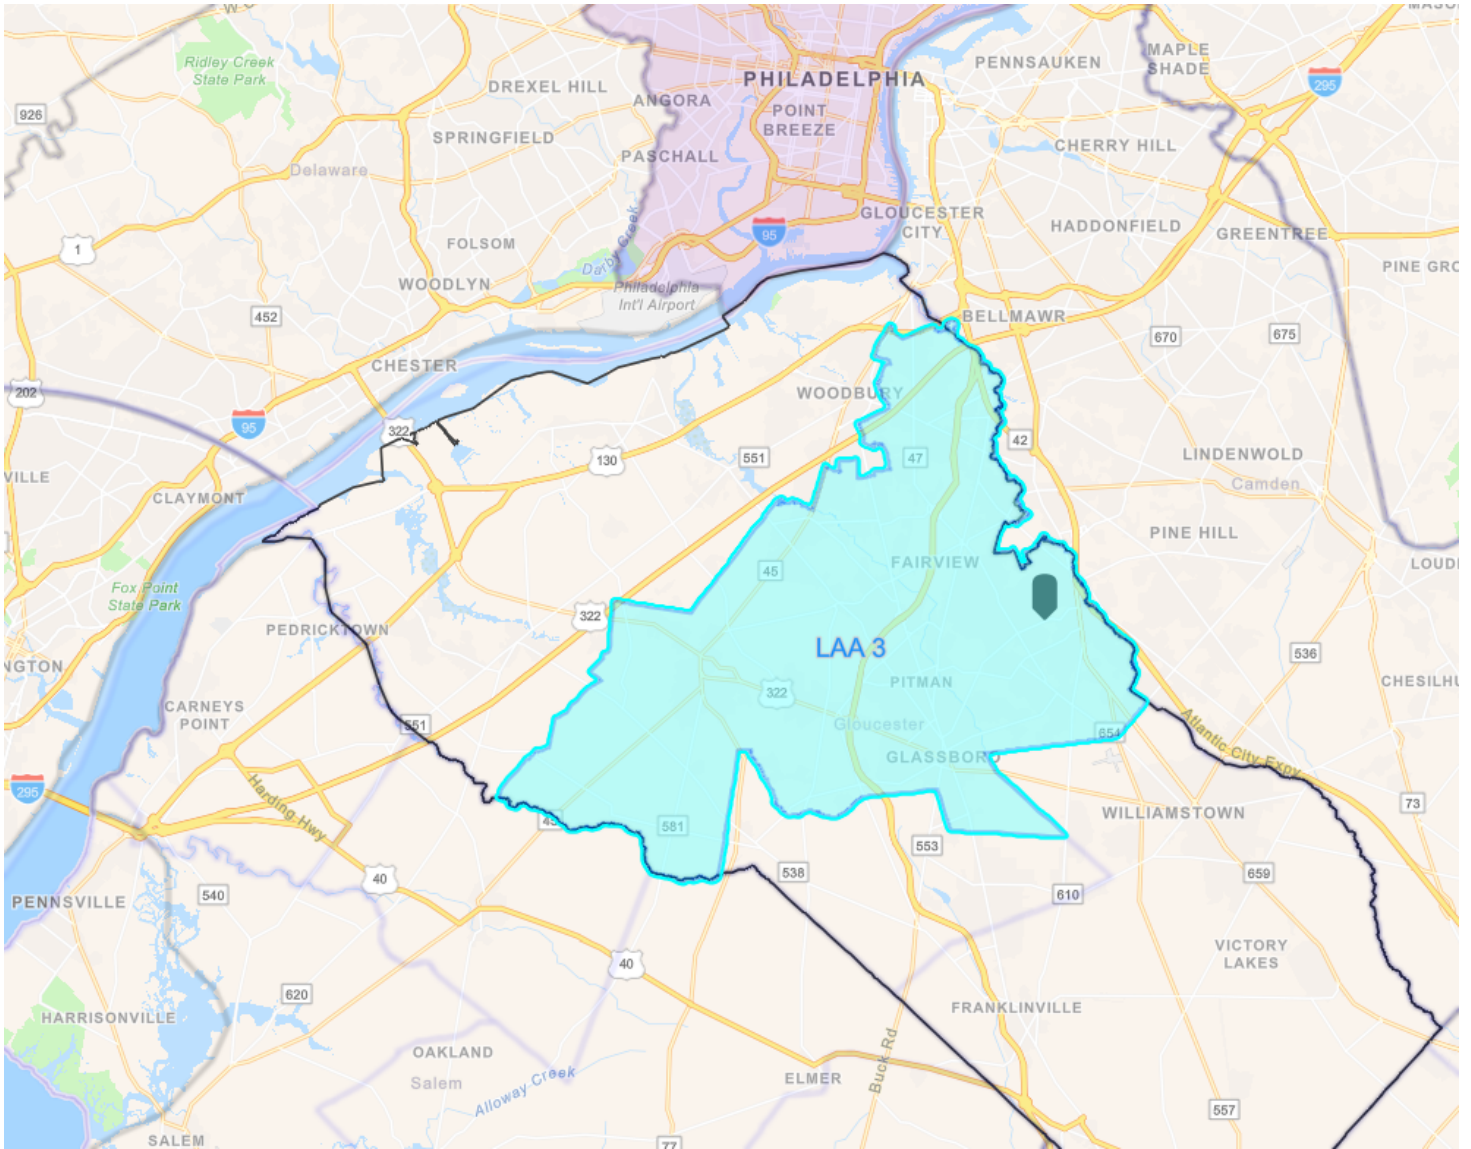 MAPLE
SHADE
PENNSAUKEN
295
Ridley Creek
State Park
DREXEL HILL
PHILADELPHIA
ANGORA
POINT
BREEZE
926
SPRINGFIELD
CHERRY HILL
PASCHALL
Delaware
GLOUCESTER
CITY
HADDONFIELD
GREENTREE
95
1
FOLSOM
Darby Creek
PINE GRO
WOODLYN
Philadelphia
Int'l Airport
452
BELLMAWR
670
675
CHESTER
202
WOODBURY
95
322
42
47
130
551
LINDENWOLD
VILLE
Camden
CLAYMONT
PINE HILL
FAIRVIEW
LOUD
45
Fox Point
State Park
322
PEDRICKTOWN
LAA 3
536
NGTON
PITMAN
CHESILHU
322
CARNEYS
POINT
551
Gloucester
654
Atlantic City Expy
GLASSBORO
295
Harding Hwy
73
WILLIAMSTOWN
45
581
553
538
659
40
540
610
PENNSVILLE
VICTORY
LAKES
40
620
FRANKLINVILLE
HARRISONVILLE
OAKLAND
Buck Rd
Salem
ELMER
Alloway Creek
557
SALEM
77